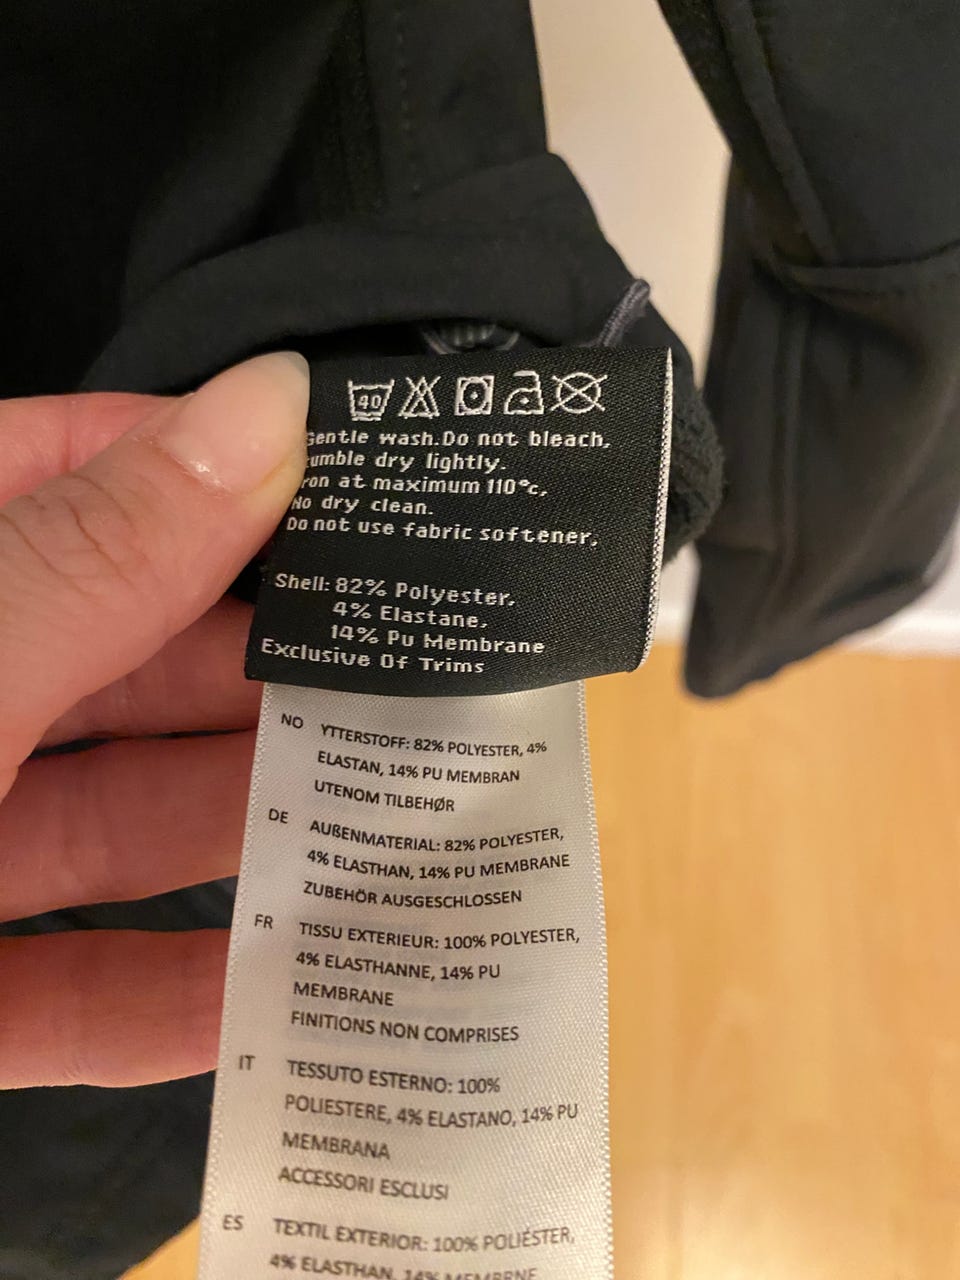 40
Gentle wash.Do not bleach,
Tumble dry lightly.
Iron at maximum 110°c,
No dry clean.
Do not use fabric softener,
Shell: 82% Polyester,
4% Elastane,
14% Pu Membrane
Exclusive Of Trims
NO YTTERSTOFF: 82% POLYESTER, 4%
ELASTAN, 14% PU MEMBRAN
UTENOM TILBEHØR
DE AUßENMATERIAL: 82% POLYESTER,
4% ELASTHAN, 14% PU MEMBRANE
ZUBEHÖR AUSGESCHLOSSEN
FR TISSU EXTERIEUR: 100% POLYESTER,
4% ELASTHANNE, 14% PU
MEMBRANE
FINITIONS NON COMPRISES
IT TESSUTO ESTERNO: 100%
POLIESTERE, 4% ELASTANO, 14% PU
MEMBRANA
ACCESSORI ESCLUSI
ES TEXTIL EXTERIOR: 100% POLIÉSTER,
4% ELASTHAN, 14% MEMBRNE